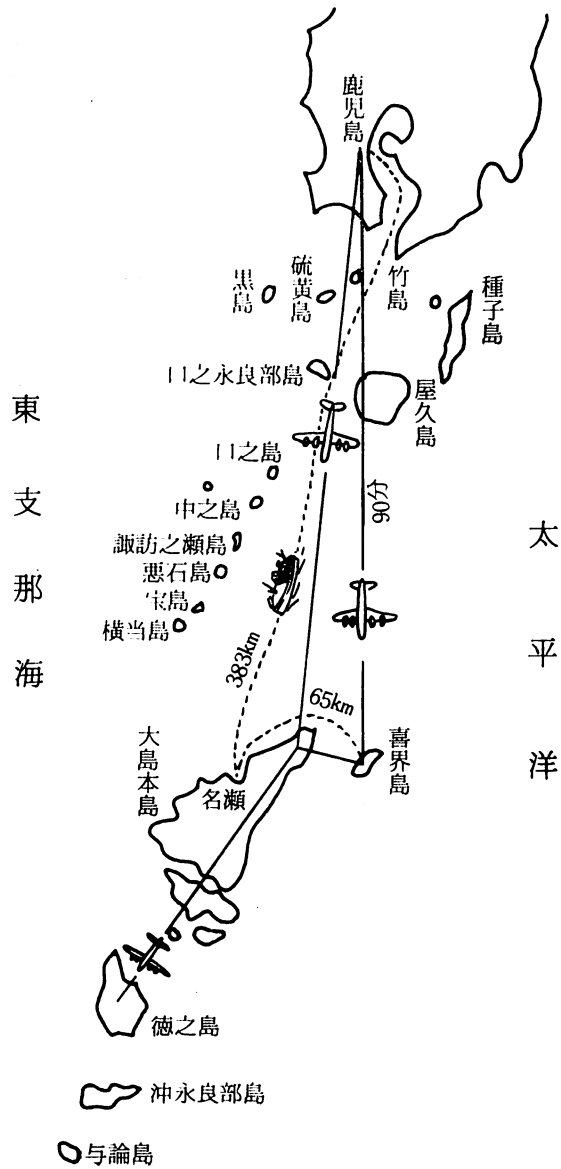 鹿児島
黒島
硫黄島
竹島
種子島
口之永良部島
屋久島
東支那海
口之島
中之島
90分
太平洋
諏訪之瀬島
悪石島
宝島
横当島
383km
65km
大島本島
名瀬
喜界島
徳之島
沖永良部島
与論島